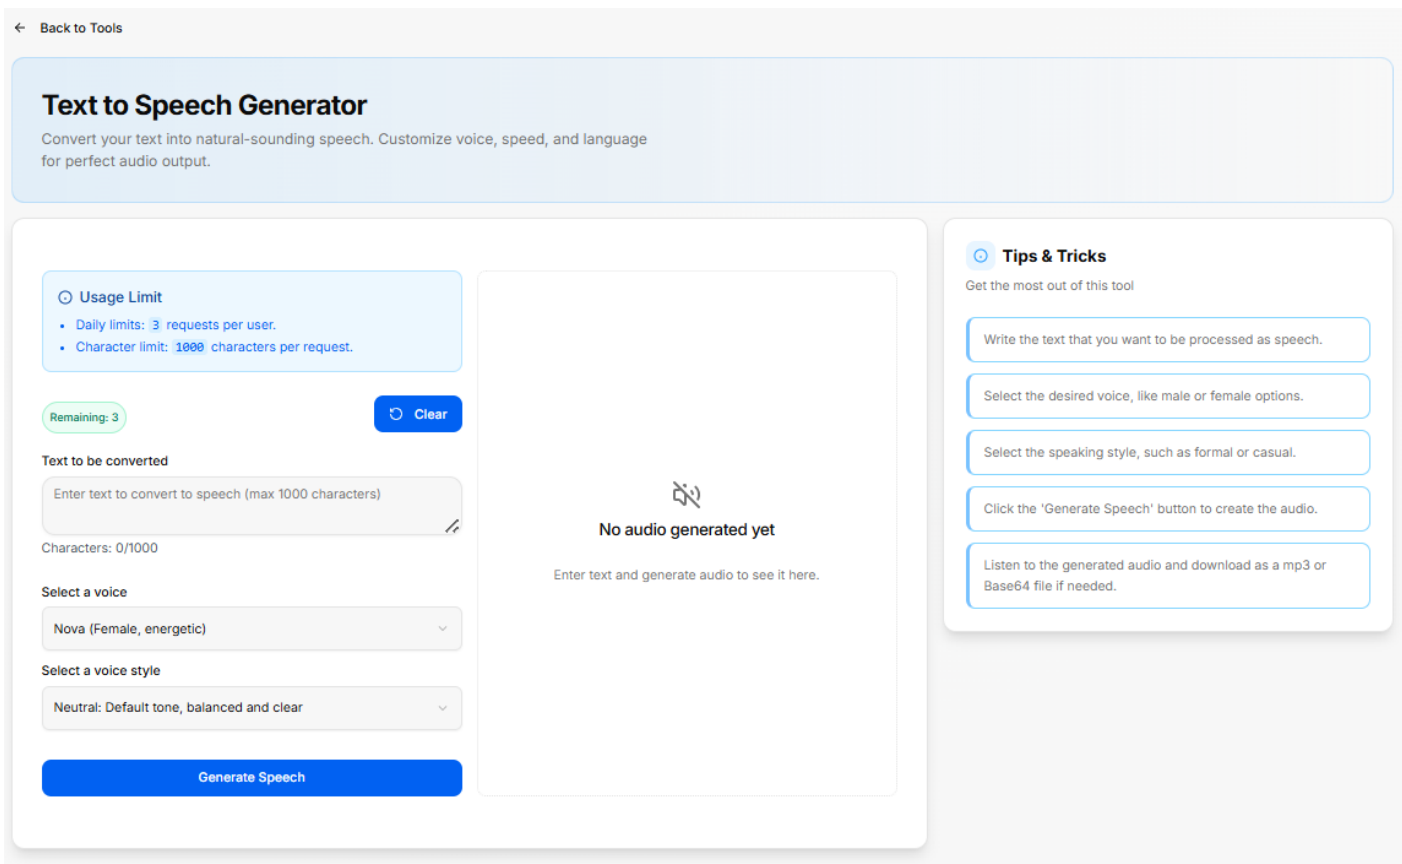 Back to Tools
Text to Speech Generator
Convert your text into natural-sounding speech. Customize voice, speed, and language
for perfect audio output.
Usage Limit
Daily limits: 3 requests per user.
Character limit: 1000 characters per request.
Remaining: 3
Clear
Text to be converted
Enter text to convert to speech (max 1000 characters)
Characters: 0/1000
Select a voice
Nova (Female, energetic)
Select a voice style
Neutral: Default tone, balanced and clear
Generate Speech
No audio generated yet
Enter text and generate audio to see it here.
Tips & Tricks
Get the most out of this tool
Write the text that you want to be processed as speech.
Select the desired voice, like male or female options.
Select the speaking style, such as formal or casual.
Click the 'Generate Speech' button to create the audio.
Listen to the generated audio and download as a mp3 or
Base64 file if needed.